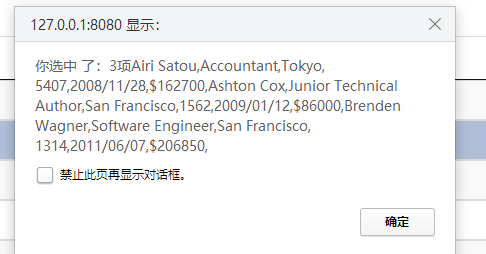 127.0.0.1:8080 显示：
你选中 了：3项Airi Satou,Accountant,Tokyo,
5407,2008/11/28,$162700,Ashton Cox,Junior Technical
Author,San Francisco,1562,2009/01/12,$86000,Brenden
Wagner,Software Engineer,San Francisco,
1314,2011/06/07,$206850,
禁止此页再显示对话框。
确定